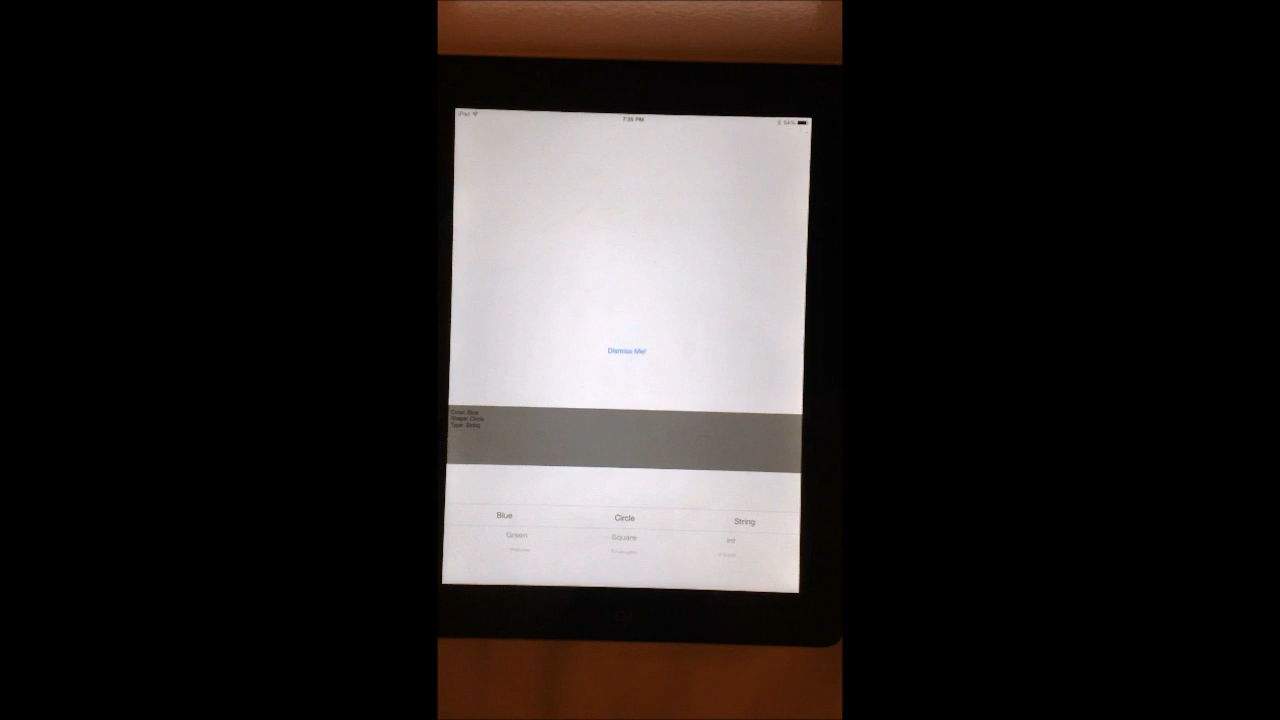 iPad 7:35 PM
Dismiss Me!
Color: Blue
Shape: Circle
Type: String
Blue Circle String
Green Square Int